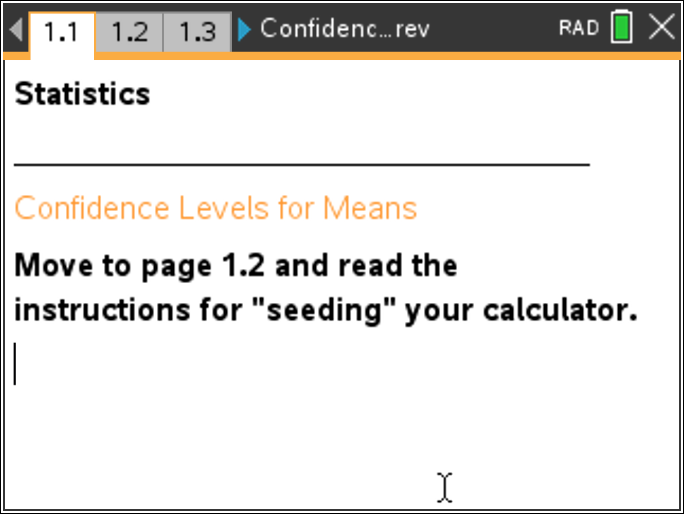 1.1 1.2 1.3 Confidenc...rev RAD
Statistics
Confidence Levels for Means
Move to page 1.2 and read the
instructions for "seeding" your calculator.